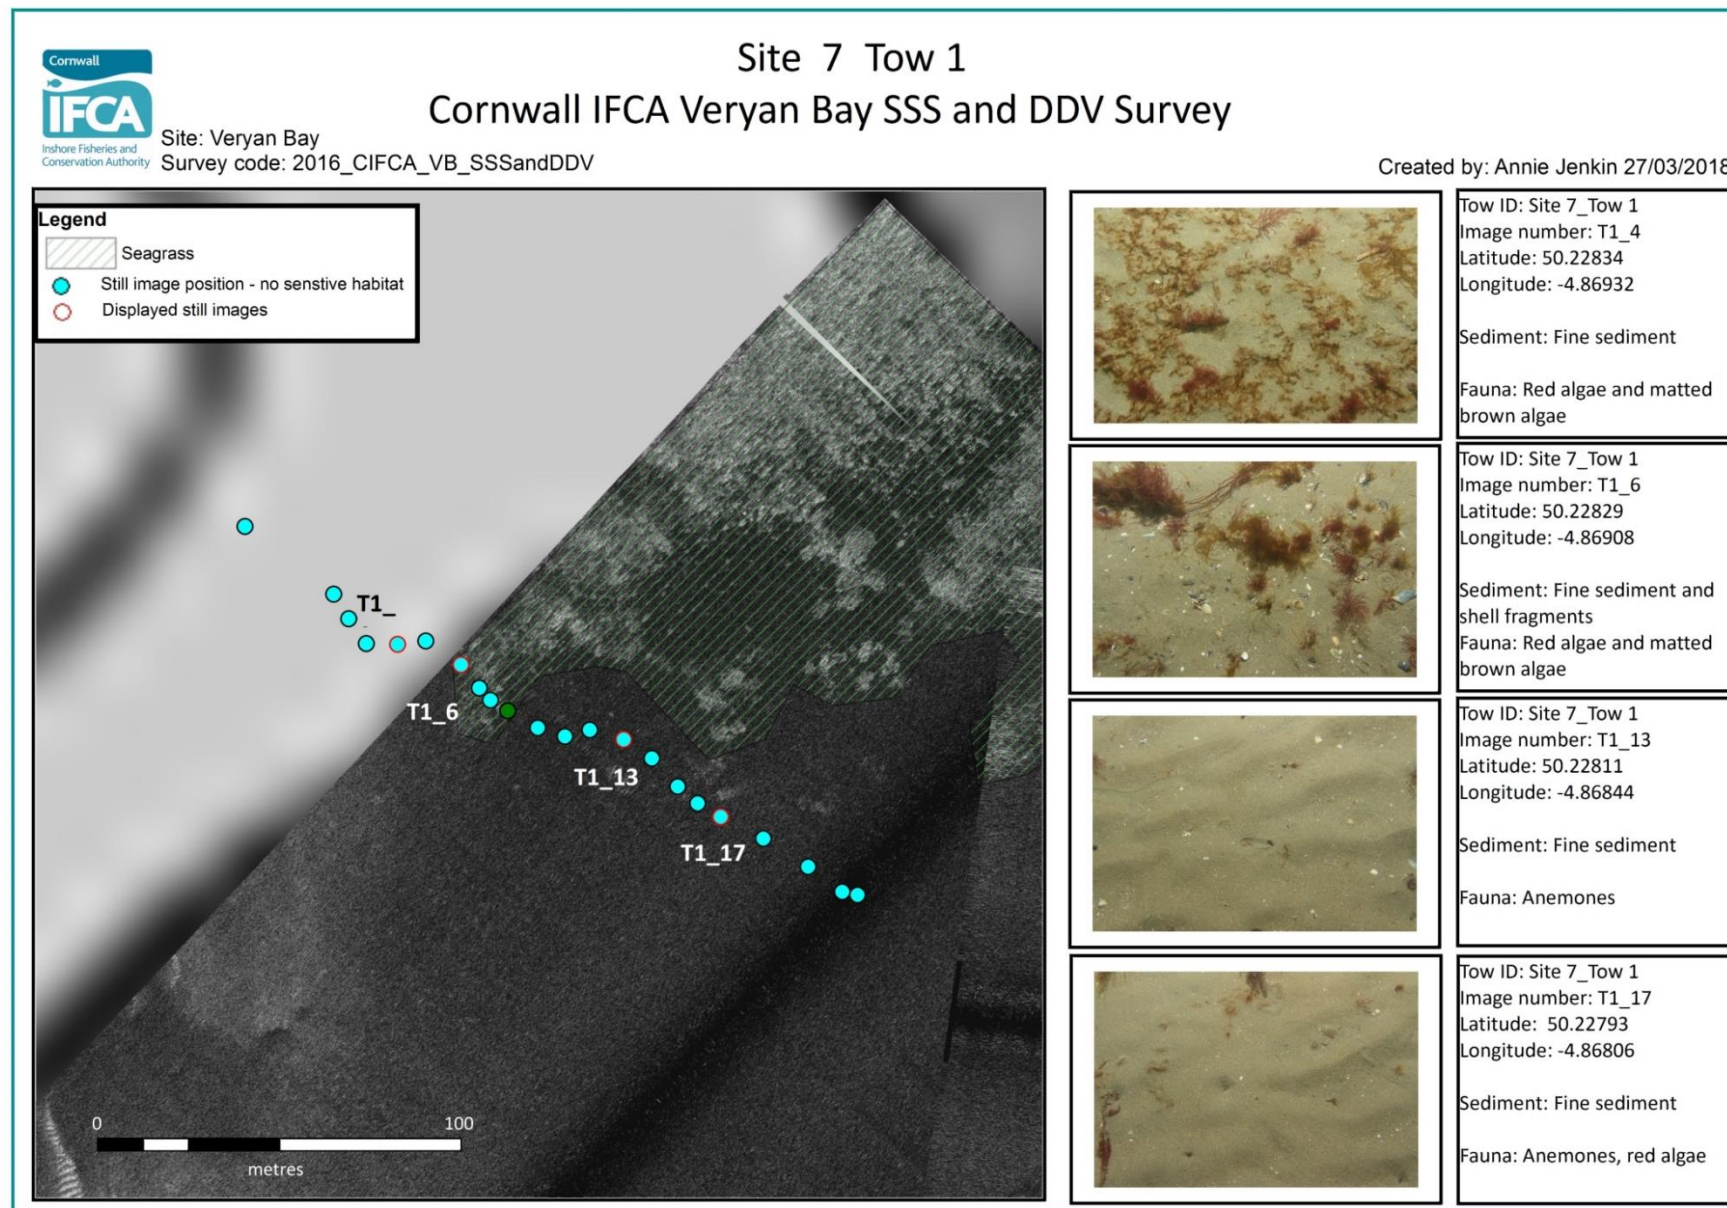 Site 7 Tow 1
Cornwall IFCA Veryan Bay SSS and DDV Survey
Cornwall
IFCA
Inshore Fisheries and
Conservation Authority
Site: Veryan Bay
Survey code: 2016_CIFCA_VB_SSSandDDV
Created by: Annie Jenkin 27/03/2018
Legend
Seagrass
Still image position - no senstive habitat
Displayed still images
T1_
T1_6
T1_13
T1_17
0 100
metres
Tow ID: Site 7_Tow 1
Image number: T1_4
Latitude: 50.22834
Longitude: -4.86932
Sediment: Fine sediment
Fauna: Red algae and matted
brown algae
Tow ID: Site 7_Tow 1
Image number: T1_6
Latitude: 50.22829
Longitude: -4.86908
Sediment: Fine sediment and
shell fragments
Fauna: Red algae and matted
brown algae
Tow ID: Site 7_Tow 1
Image number: T1_13
Latitude: 50.22811
Longitude: -4.86844
Sediment: Fine sediment
Fauna: Anemones
Tow ID: Site 7_Tow 1
Image number: T1_17
Latitude: 50.22793
Longitude: -4.86806
Sediment: Fine sediment
Fauna: Anemones, red algae